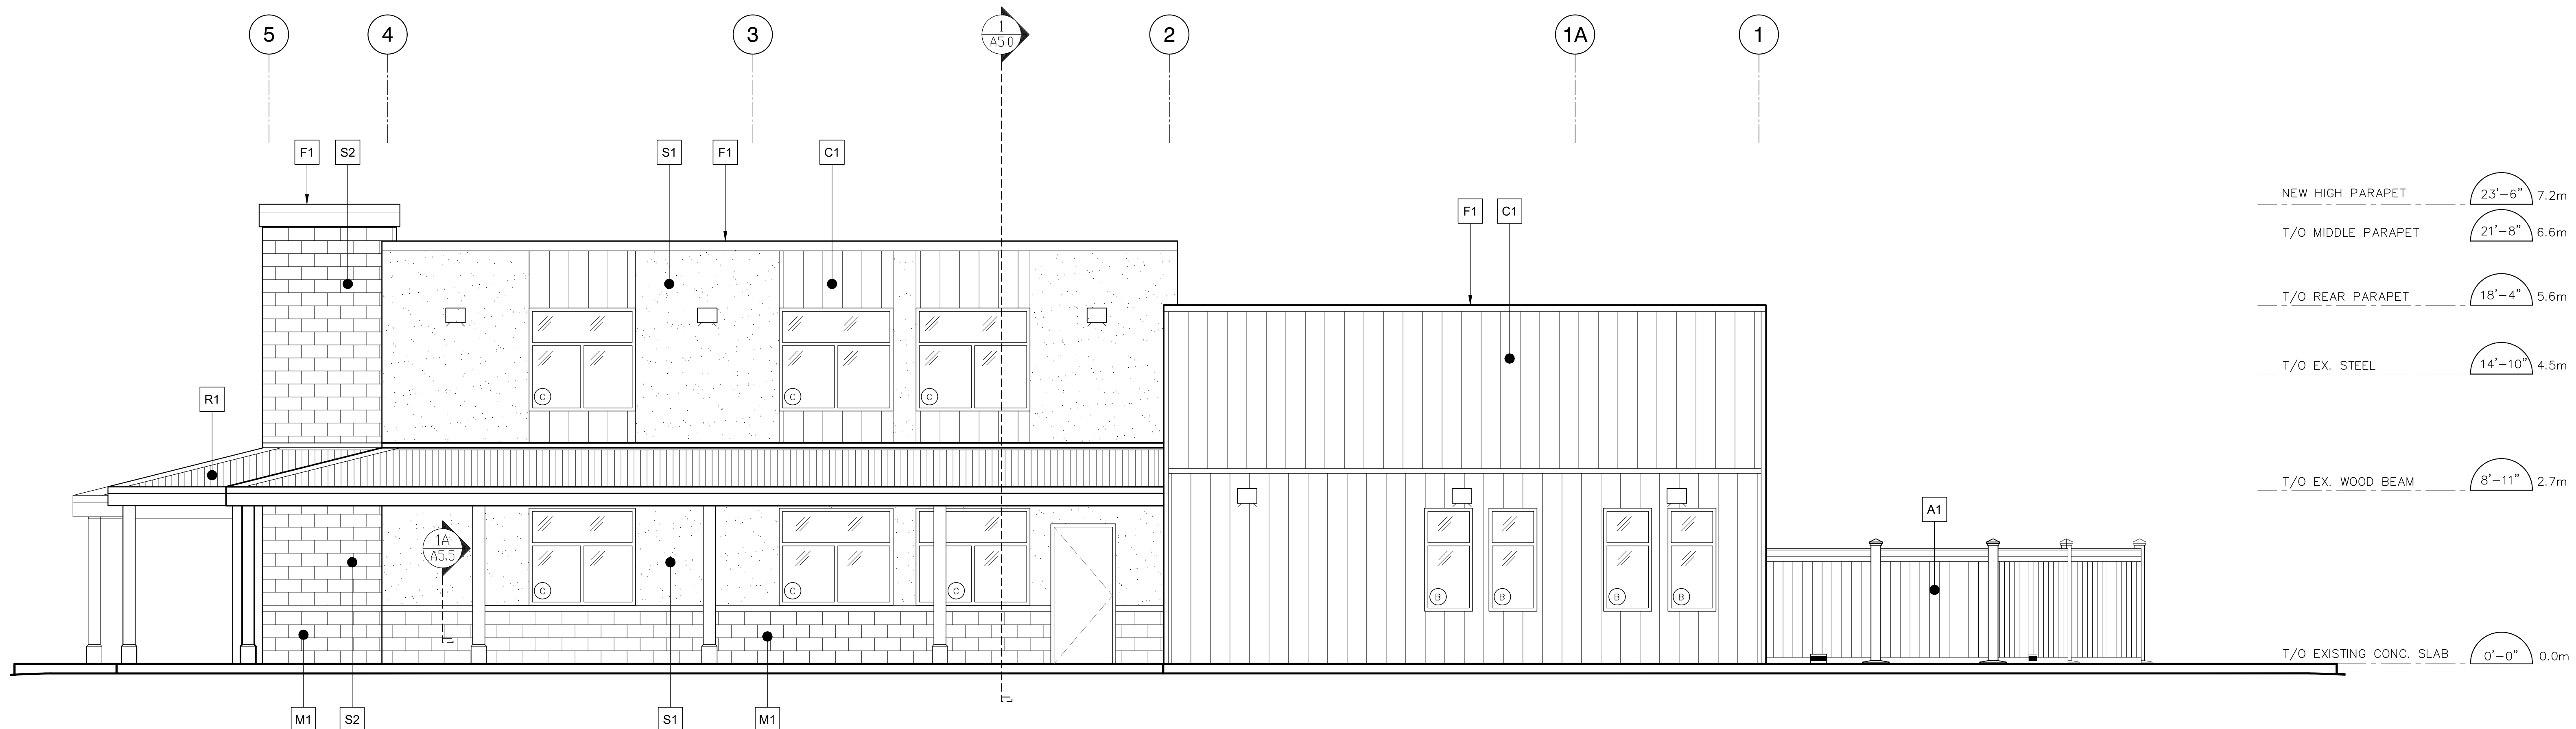 5 4 3 1 2 1A 1
A5.0
F1 S2 S1 F1 C1
NEW HIGH PARAPET 23'-6" 7.2m
F1 C1
T/O MIDDLE PARAPET 21'-8" 6.6m
T/O REAR PARAPET 18'-4" 5.6m
T/O EX. STEEL 14'-10" 4.5m
C C C
R1
T/O EX. WOOD BEAM 8'-11" 2.7m
A1
1A
A5.5
C C C B B B B
T/O EXISTING CONC. SLAB 0'-0" 0.0m
M1 S2 S1 M1